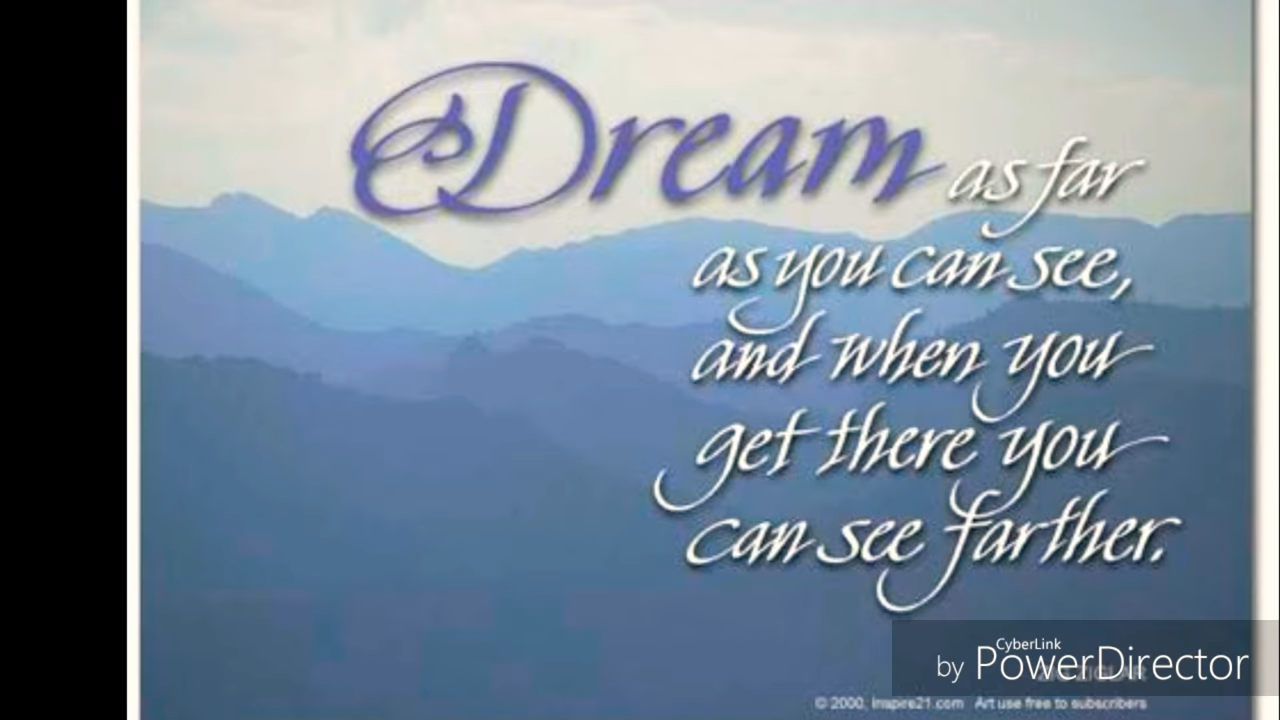 Dream as far
as you can see,
and when you
get there you
can see farther.
CyberLink
by PowerDirector
© 2000, Inspire21.com Art use free to subscribers